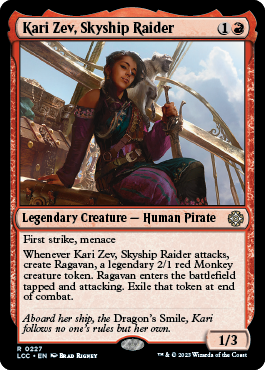 Kari Zev, Skyship Raider 1
Legendary Creature — Human Pirate
First strike, menace
Whenever Kari Zev, Skyship Raider attacks,
create Ragavan, a legendary 2/1 red Monkey
creature token. Ragavan enters the battlefield
tapped and attacking. Exile that token at end
of combat.
Aboard her ship, the Dragon's Smile, Kari
follows no one's rules but her own.
1/3
R 0227
LCC • EN BRAD RIGNEY
™ & © 2023 Wizards of the Coast